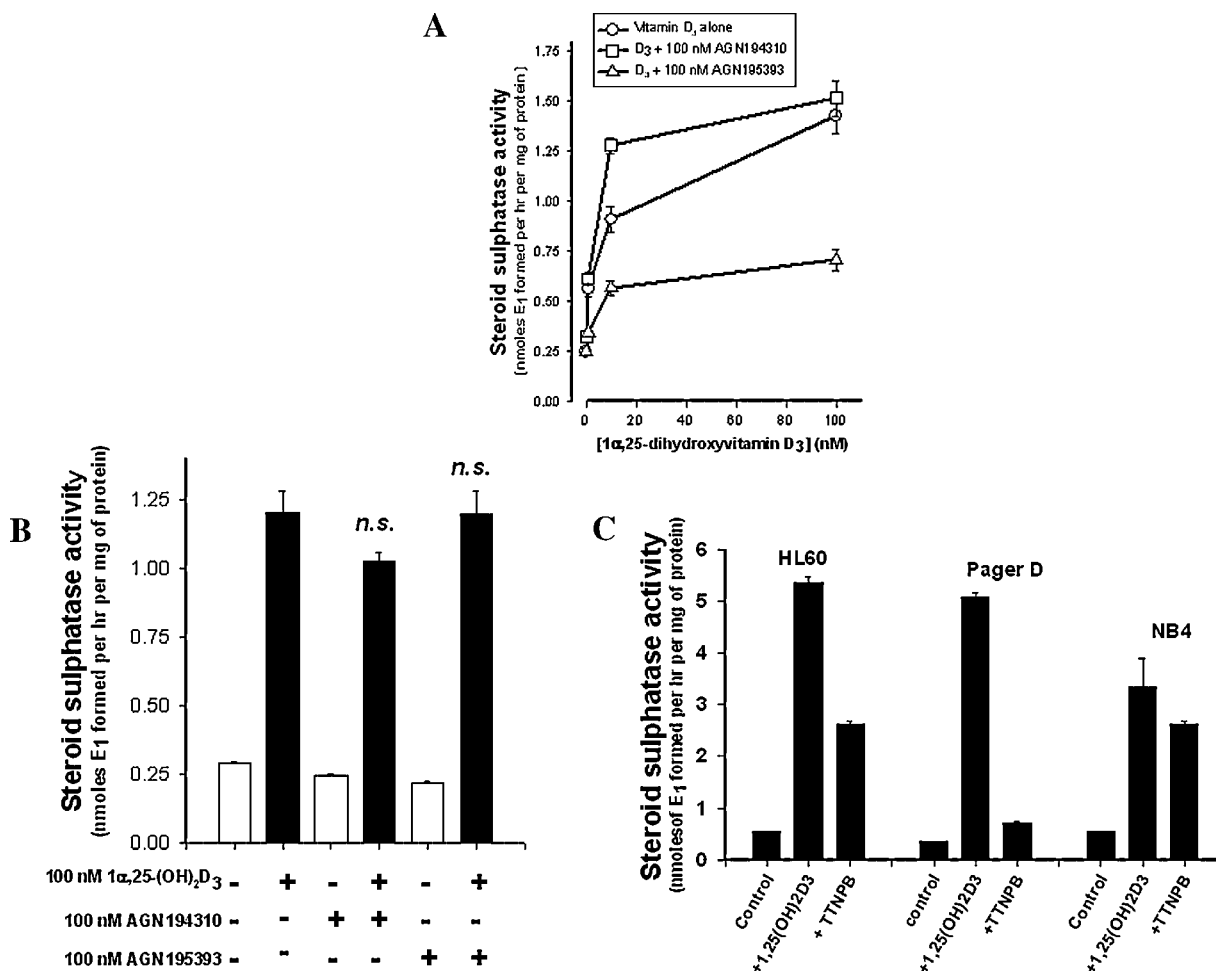 A
Vitamin D3 alone
D3 + 100 nM AGN194310
D3 + 100 nM AGN195393
Steroid sulphatase activity
[nmoles E1 formed per hr per mg of protein]
1.75
1.50
1.25
1.00
0.75
0.50
0.25
0.00
0 20 40 60 80 100
[1α,25-dihydroxyvitamin D3] (nM)
B
Steroid sulphatase activity
(nmoles E1 formed per hr per mg of protein)
1.25
1.00
0.75
0.50
0.25
0.00
n.s.
n.s.
100 nM 1α,25-(OH)2D3 - + - + - +
100 nM AGN194310 - - + + - -
100 nM AGN195393 - - - - + +
C
Steroid sulphatase activity
(nmolesof E1 formed per hr per mg of protein)
6
5
4
3
2
1
0
HL60
Pager D
NB4
Control
+1,25(OH)2D3
+TTNPB
control
+1,25(OH)2D3
+TTNPB
Control
+1,25(OH)2D3
+TTNPB